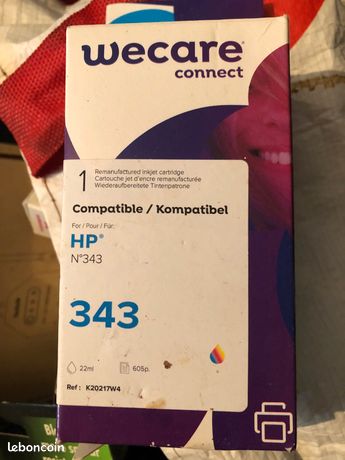 wecare®
connect
1
Remanufactured inkjet cartridge
Cartouche jet d'encre remanufacturée
Wiederaufbereitete Tintenpatrone
Compatible / Kompatibel
For / Pour / Für:
HP®
N°343
343
22ml
605p.
Ref : K20217W4
leboncoin